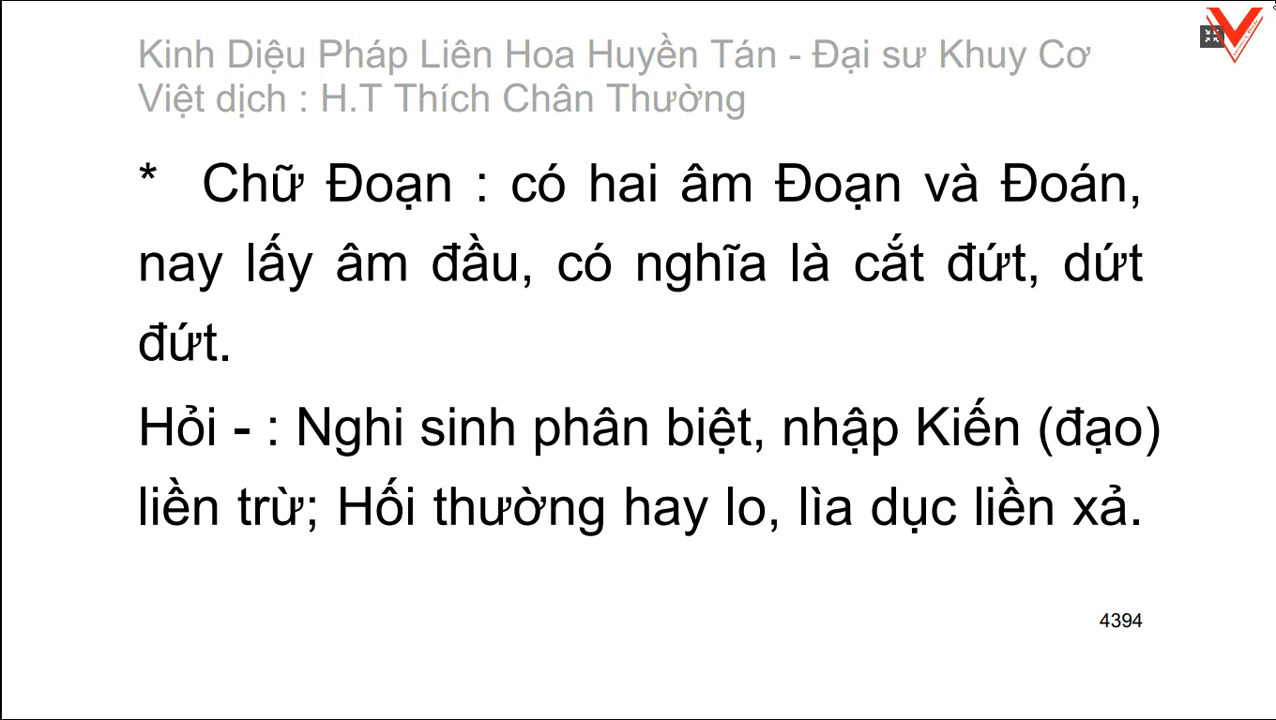 Kinh Diệu Pháp Liên Hoa Huyền Tán - Đại sư Khuy Cơ
Việt dịch : H.T Thích Chân Thường
* Chữ Đoạn : có hai âm Đoạn và Đoán,
nay lấy âm đầu, có nghĩa là cắt đứt, dứt
đứt.
Hỏi - : Nghi sinh phân biệt, nhập Kiến (đạo)
liền trừ; Hối thường hay lo, lìa dục liền xả.
4394